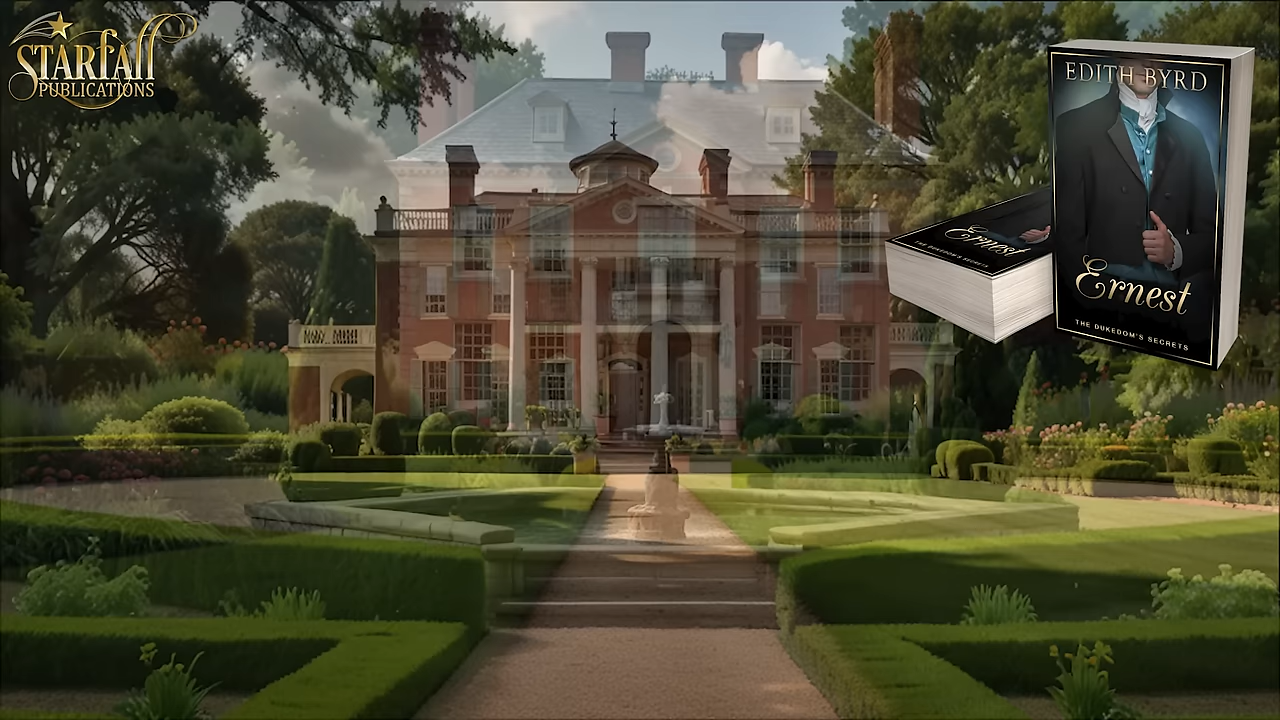 STARfall
PUBLICATIONS
EDITH BYRD
Ernest
THE DUKEDOM'S SECRETS
Ernest
THE DUKEDOM'S SECRETS